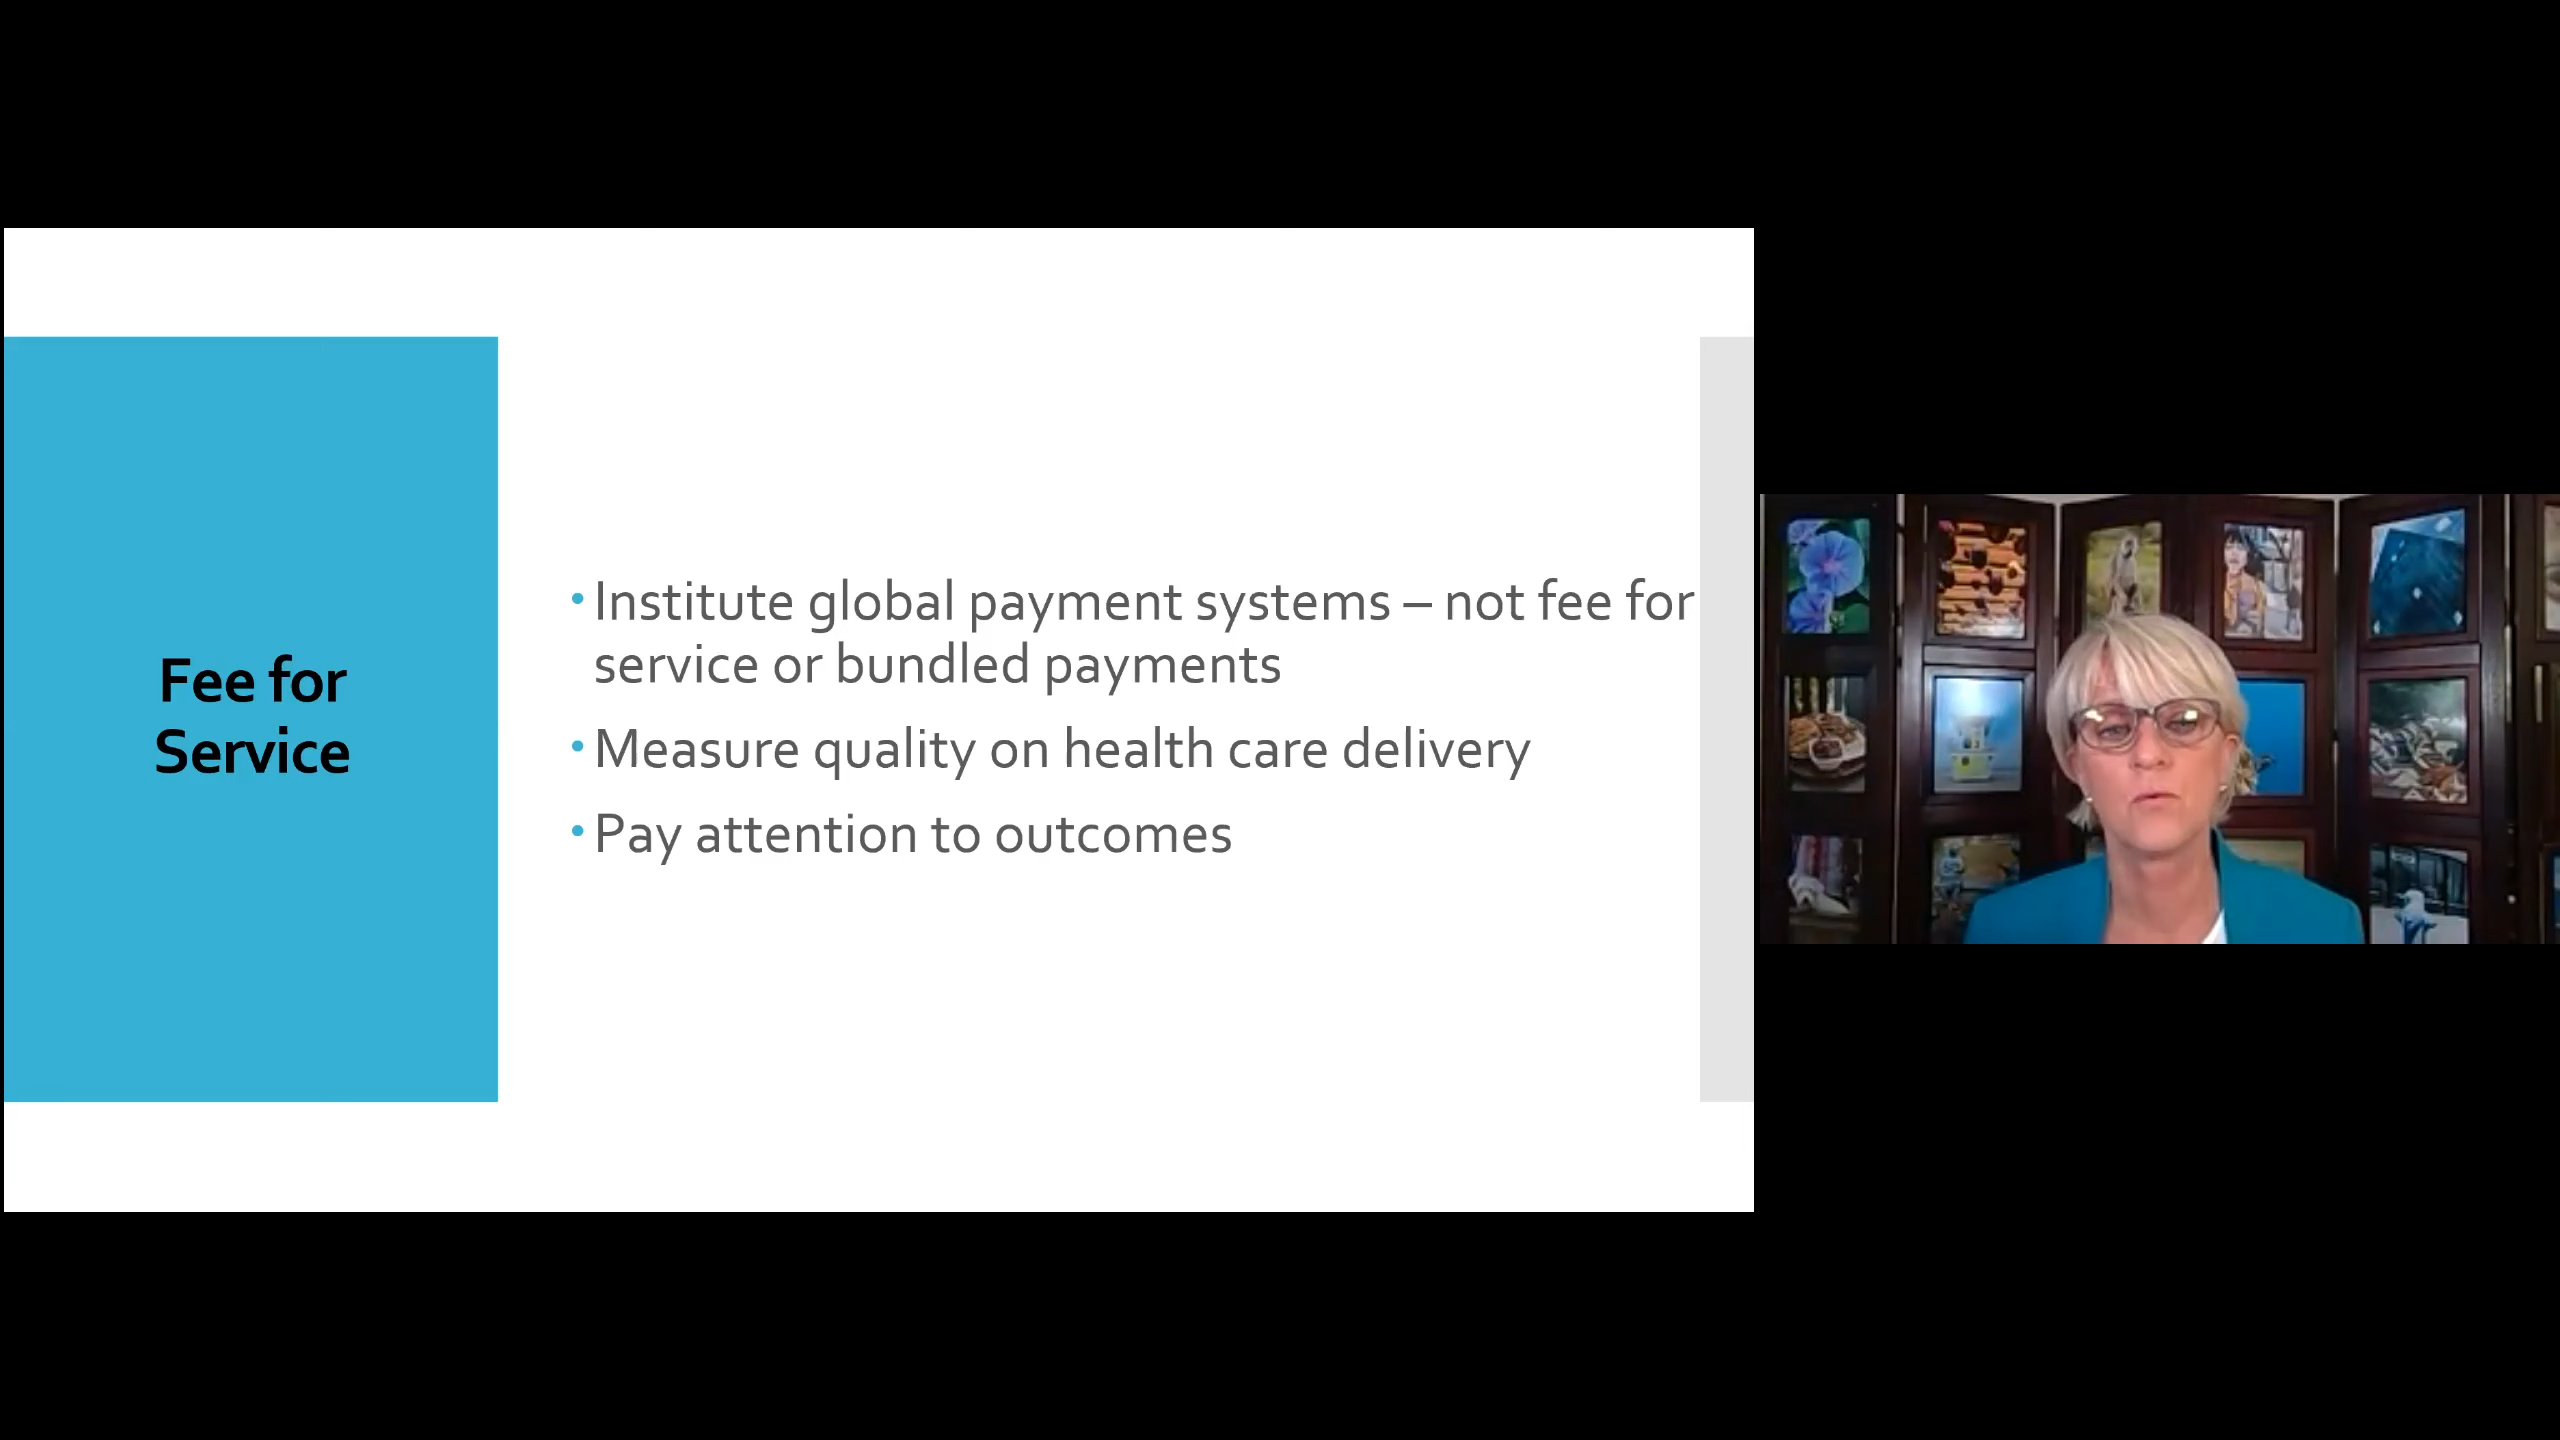 Fee for
Service
• Institute global payment systems – not fee for
service or bundled payments
• Measure quality on health care delivery
• Pay attention to outcomes